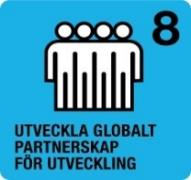 8
UTVECKLA GLOBALT
PARTNERSKAP
FÖR UTVECKLING